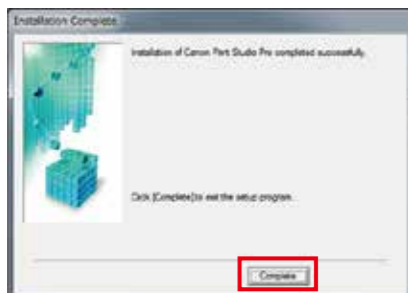 Installation Complete
Installation of Canon Print Studio Pro completed successfully.
Click [Complete] to exit the setup program.
Complete